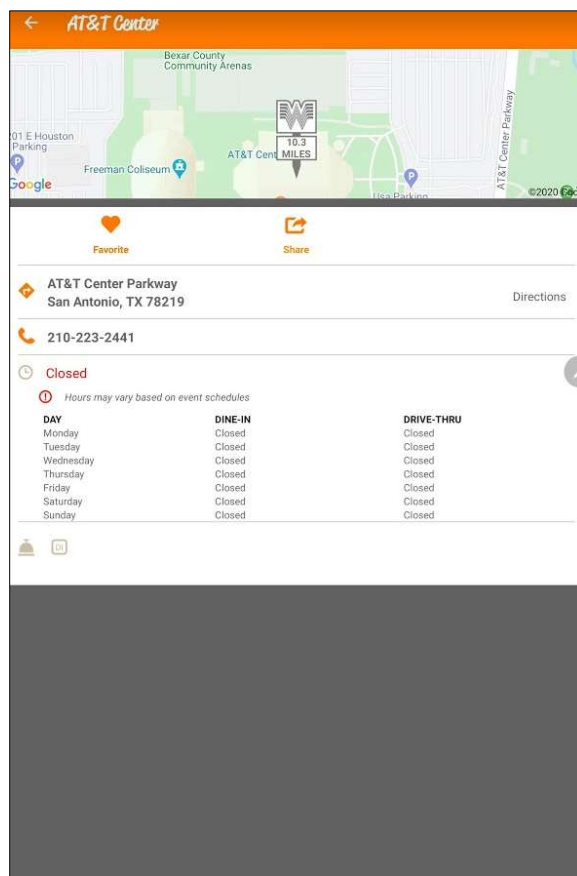 AT&T Center
Bexar County
Community Arenas
01 E Houston
Parking
P
Freeman Coliseum
AT&T Cent
W
10.3
MILES
P
AT&T Center Parkway
Google
Usa Parking
©2020
Favorite
Share
AT&T Center Parkway
San Antonio, TX 78219
Directions
210-223-2441
Closed
Hours may vary based on event schedules
DAY DINE-IN DRIVE-THRU
Monday Closed Closed
Tuesday Closed Closed
Wednesday Closed Closed
Thursday Closed Closed
Friday Closed Closed
Saturday Closed Closed
Sunday Closed Closed
DI